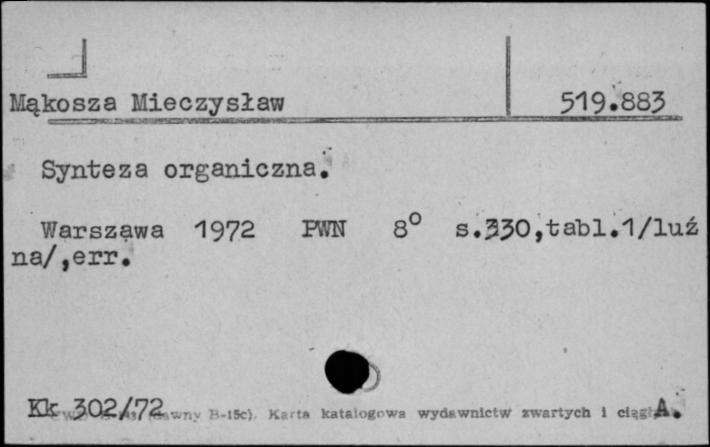 Mąkosza Mieczysław 519.883
Synteza organiczna.
Warszawa 1972 PWN 8° s.330,tabl.1/luź
na/,err.
Kk 302/72 A.
B-15c). Karta katalogowa wydawnictw zwartych i